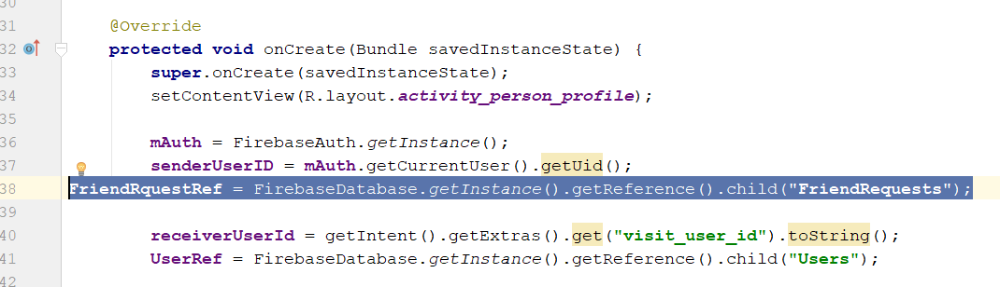 30
31 @Override
32 protected void onCreate(Bundle savedInstanceState) {
33 super.onCreate(savedInstanceState);
34 setContentView(R.layout.activity_person_profile);
35
36 mAuth = FirebaseAuth.getInstance();
37 senderUserID = mAuth.getCurrentUser().getUid();
38 FriendRquestRef = FirebaseDatabase.getInstance().getReference().child("FriendRequests");
39
40 receiverUserId = getIntent().getExtras().get("visit_user_id").toString();
41 UserRef = FirebaseDatabase.getInstance().getReference().child("Users");
42